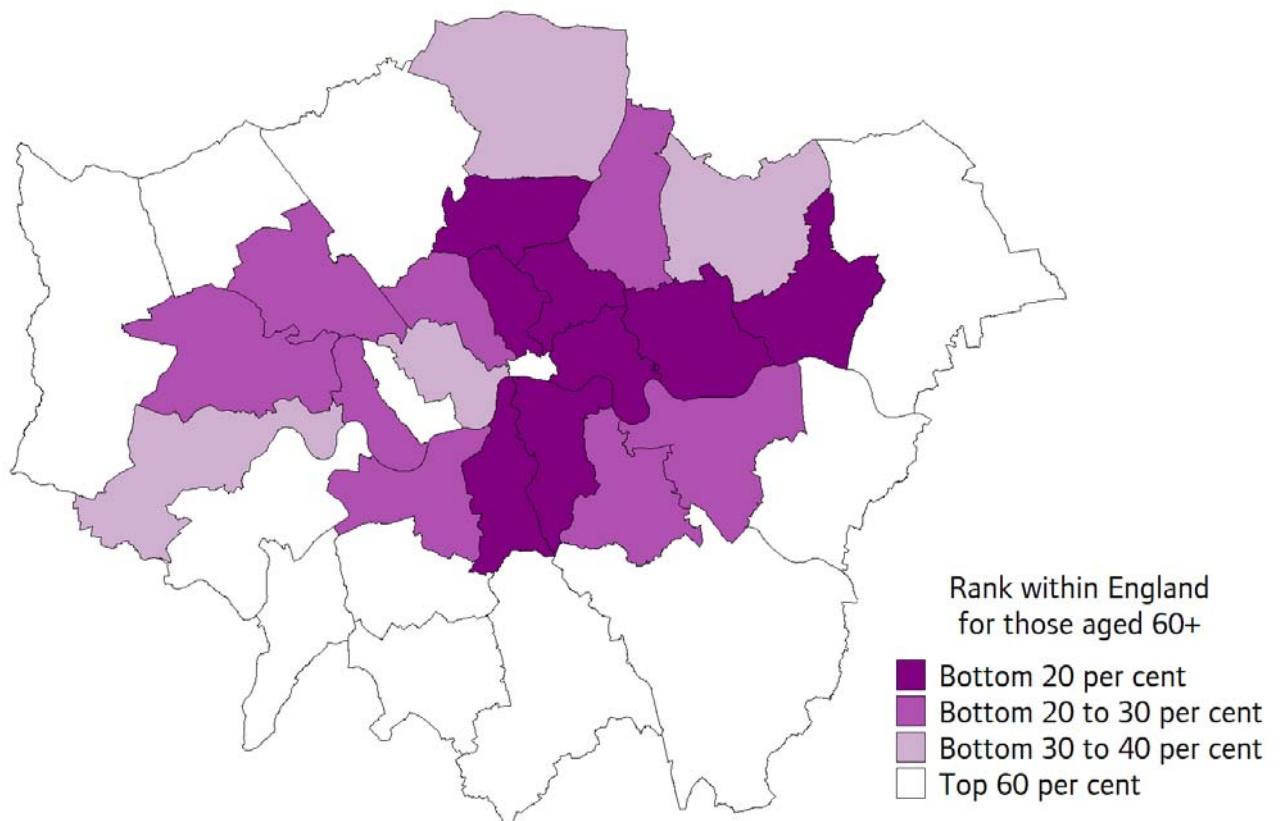 Rank within England
for those aged 60+
Bottom 20 per cent
Bottom 20 to 30 per cent
Bottom 30 to 40 per cent
Top 60 per cent